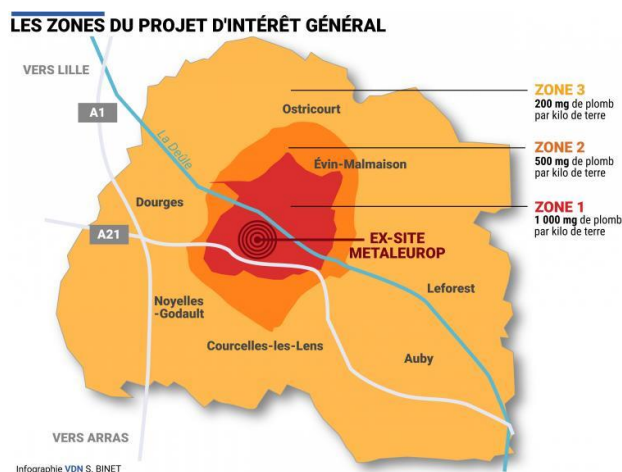 LES ZONES DU PROJET D'INTÉRÊT GÉNÉRAL
VERS LILLE
A1
La Deûle
Ostricourt
ZONE 3
200 mg de plomb
par kilo de terre
Évin-Malmaison
ZONE 2
500 mg de plomb
par kilo de terre
Dourges
ZONE 1
1 000 mg de plomb
par kilo de terre
A21
EX-SITE
METALEUROP
Noyelles
-Godault
Leforest
Courcelles-les-Lens
Auby
VERS ARRAS
Infographie VDN S. BINET